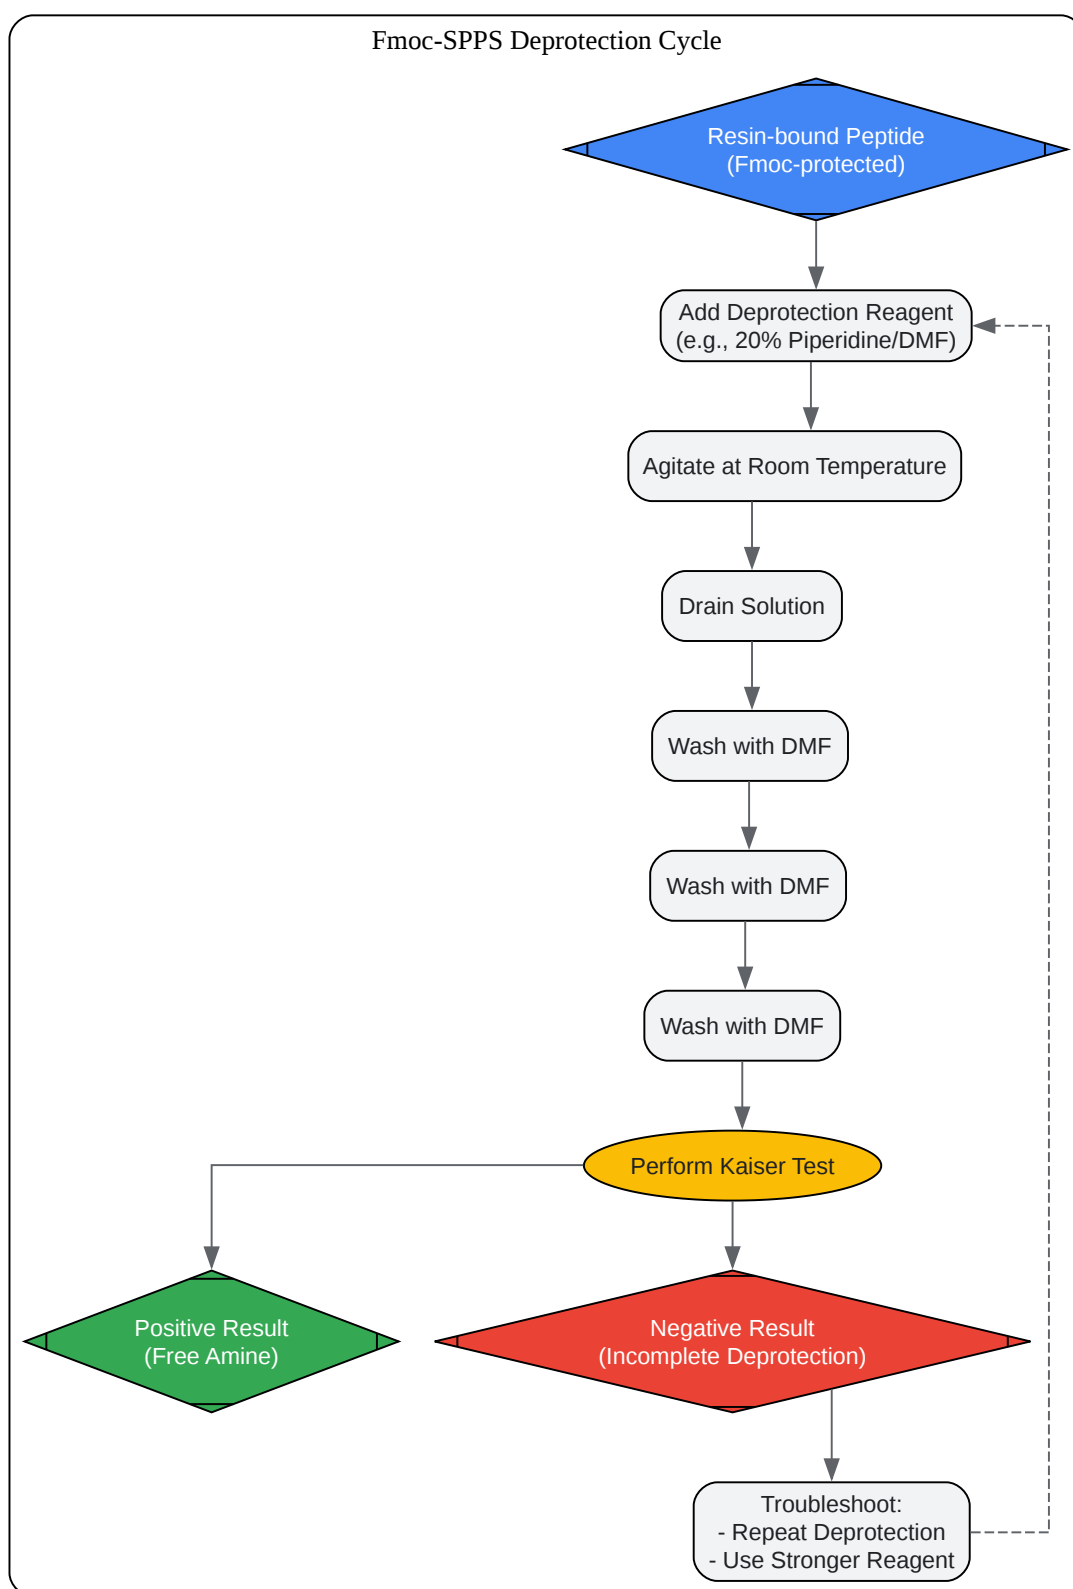 Fmoc-SPPS Deprotection Cycle
Resin-bound Peptide
(Fmoc-protected)
Add Deprotection Reagent
(e.g., 20% Piperidine/DMF)
Agitate at Room Temperature
Drain Solution
Wash with DMF
Wash with DMF
Wash with DMF
Perform Kaiser Test
Positive Result
(Free Amine)
Negative Result
(Incomplete Deprotection)
Troubleshoot:
- Repeat Deprotection
- Use Stronger Reagent